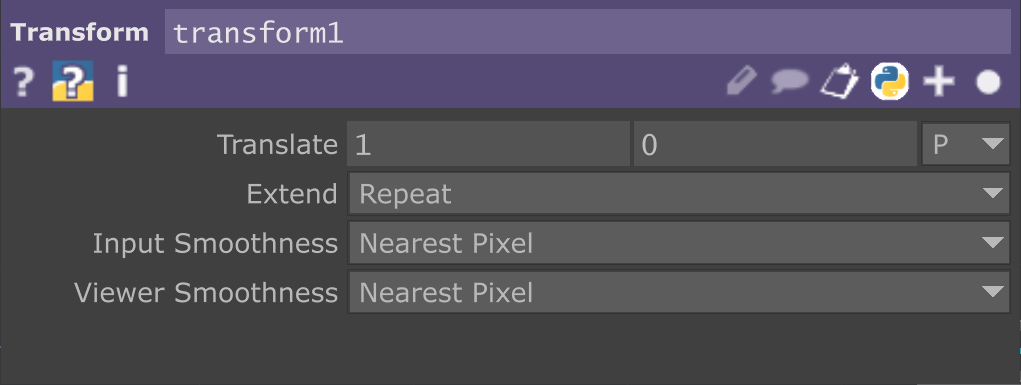 Transform transform1
? ? i
Translate 1 0 P
Extend Repeat
Input Smoothness Nearest Pixel
Viewer Smoothness Nearest Pixel